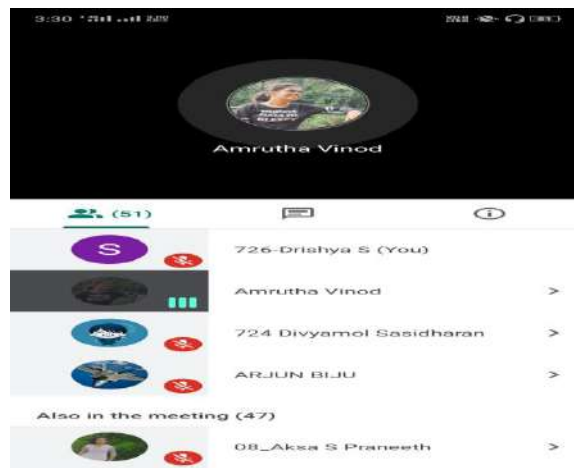 3:30
Amrutha Vinod
(51)
S
726-Drishya S (You)
Amrutha Vinod
724 Divyamol Sasidharan
ARJUN BIJU
Also in the meeting (47)
08_Aksa S Praneeth